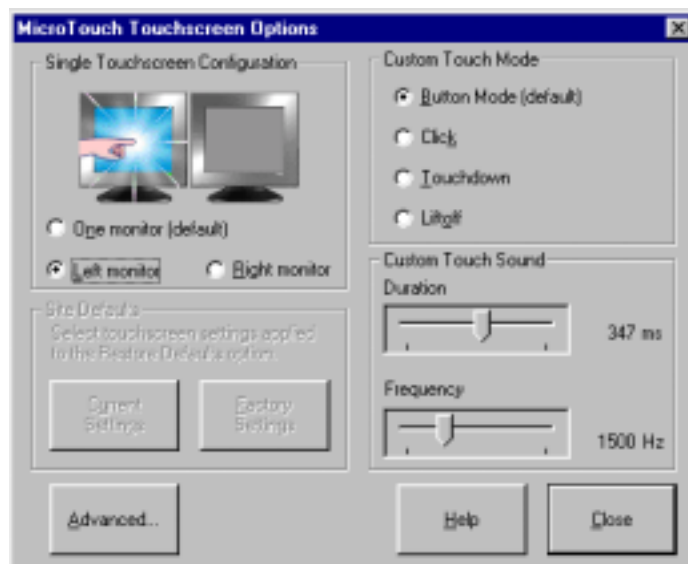 MicroTouch Touchscreen Options
Single Touchscreen Configuration
One monitor (default)
Left monitor
Right monitor
Site Defaults
Select touchscreen settings applied
to the Restore Defaults option.
Current
Settings
Factory
Settings
Advanced...
Custom Touch Mode
Button Mode (default)
Click
Touchdown
Liftoff
Custom Touch Sound
Duration
347 ms
Frequency
1500 Hz
Help
Close